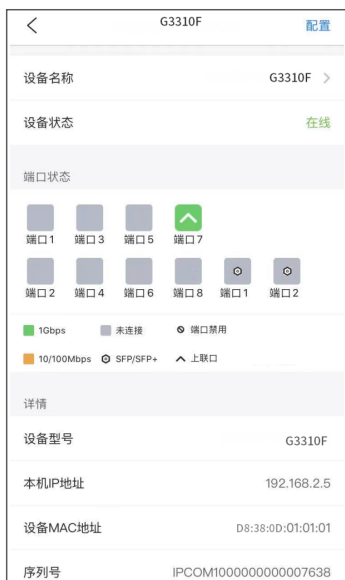 G3310F 配置
设备名称 G3310F
设备状态 在线
端口状态
端口1 端口3 端口5 端口7
端口2 端口4 端口6 端口8 端口1 端口2
1Gbps 未连接 端口禁用
10/100Mbps SFP/SFP+ 上联口
详情
设备型号 G3310F
本机IP地址 192.168.2.5
设备MAC地址 D8:38:0D:01:01:01
序列号 IPCOM1000000000007638